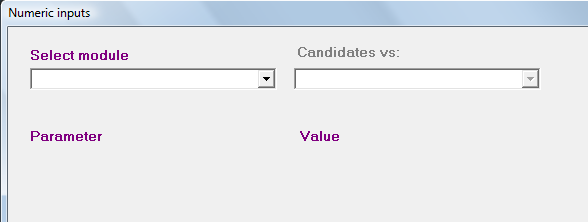 Numeric inputs
Select module
Candidates vs:
Parameter
Value